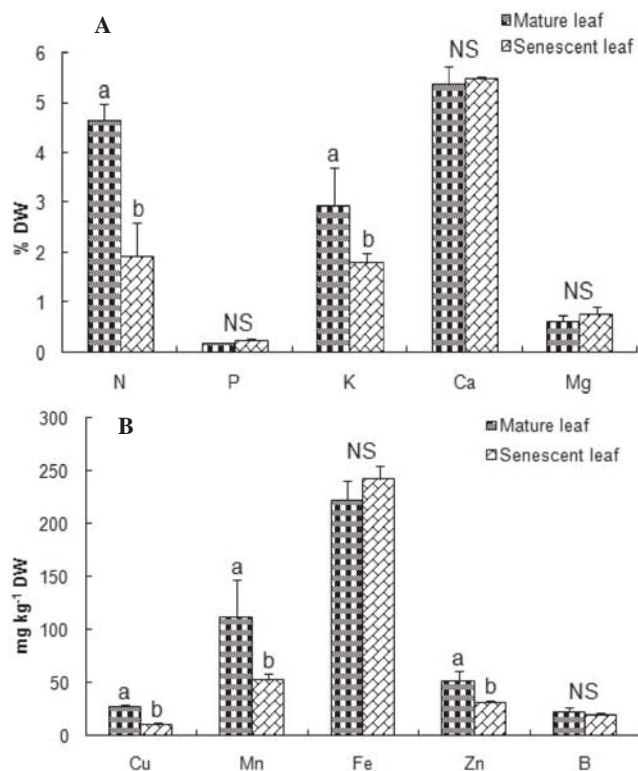 A
Mature leaf
Senescent leaf
6
5
4
3
2
1
0
% DW
a
b
NS
a
b
NS
NS
N P K Ca Mg
B
Mature leaf
Senescent leaf
300
250
200
150
100
50
0
mg kg⁻¹ DW
a
b
a
b
NS
a
b
NS
Cu Mn Fe Zn B